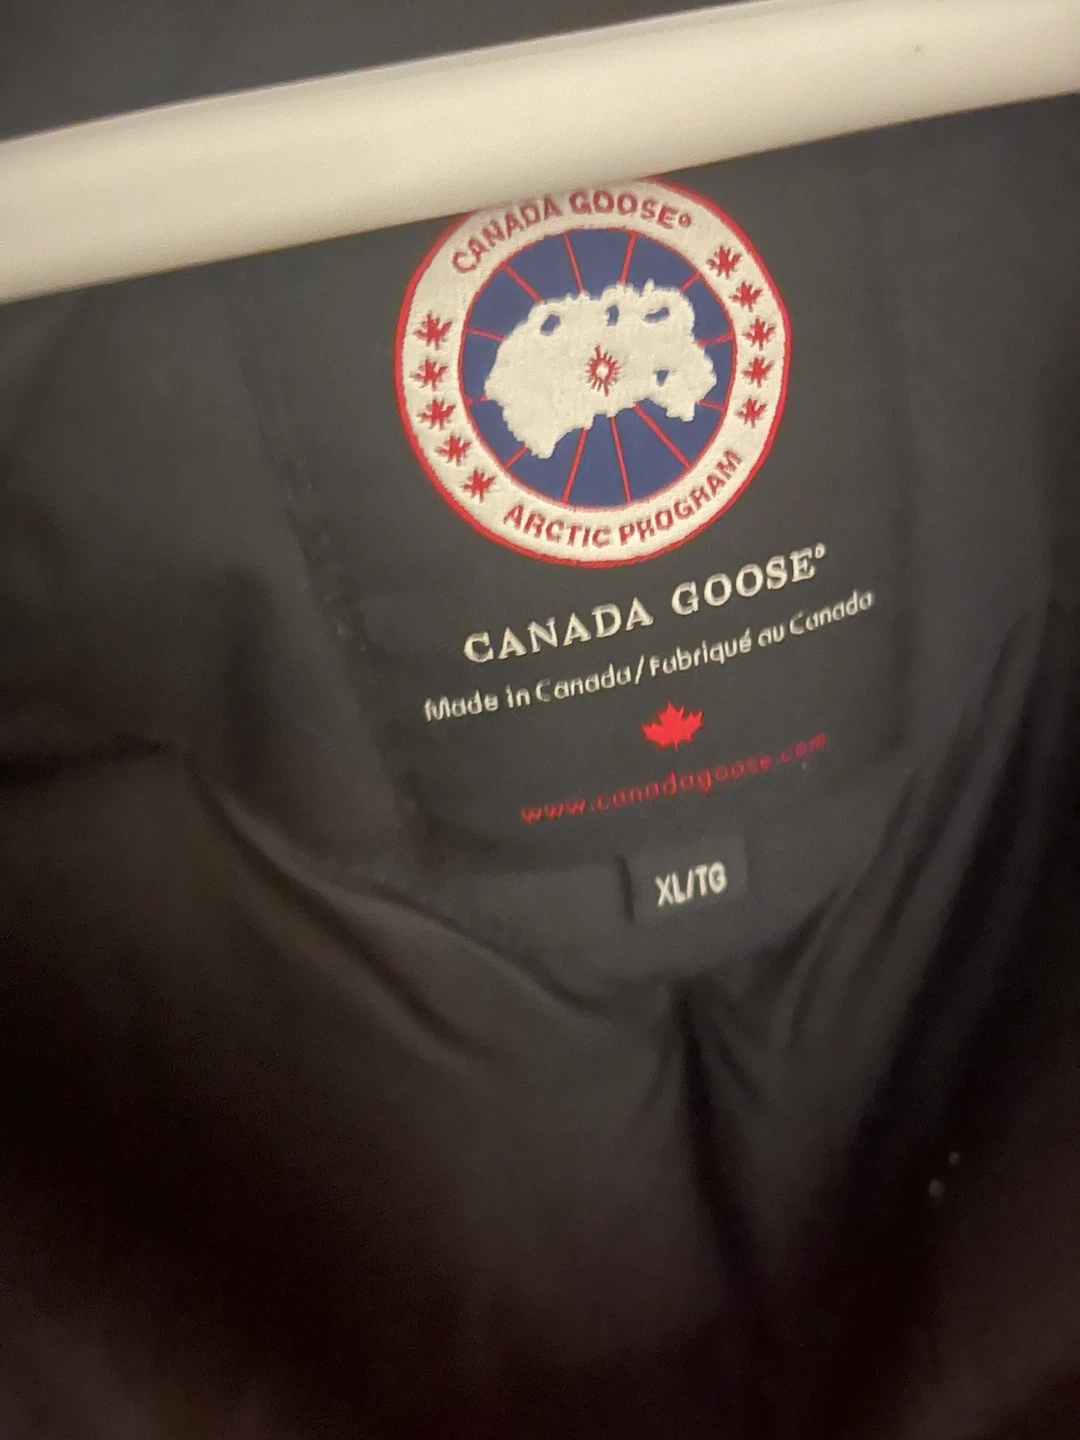 CANADA GOOSE®
ARCTIC PROGRAM
CANADA GOOSE®
Made in Canada/Fabriqué au Canada
www.canadagoose.com
XL/TG